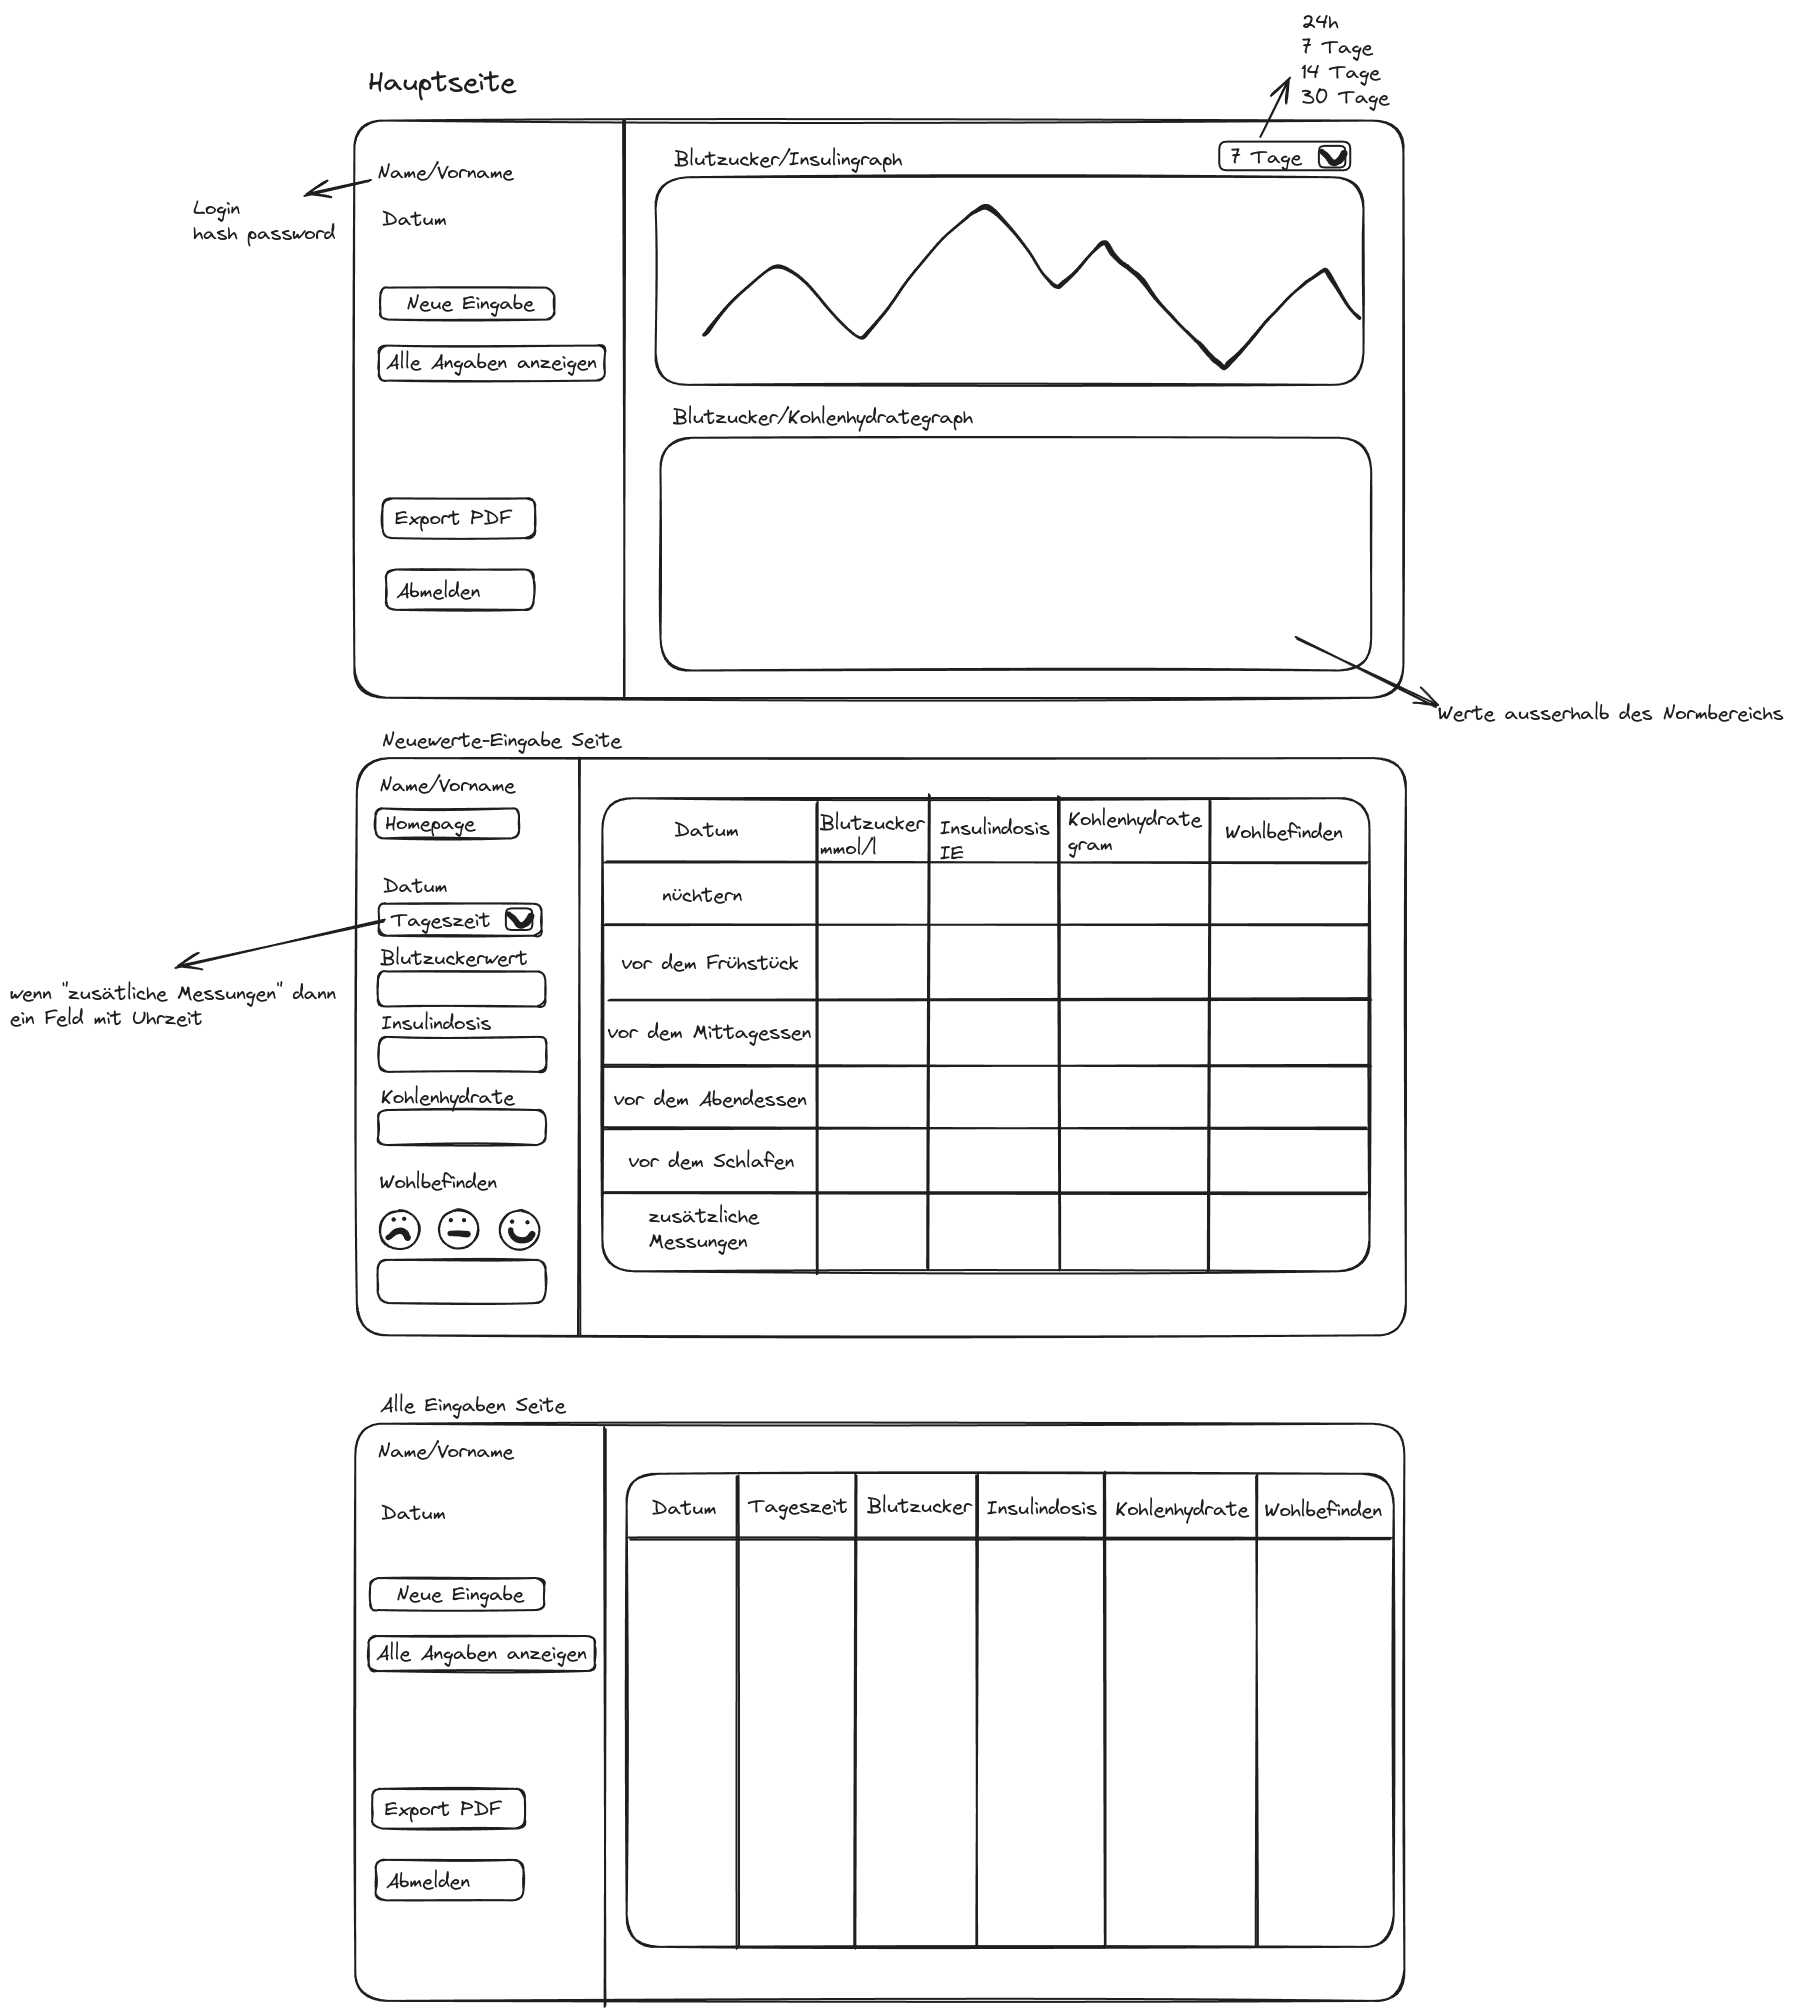 24h
7 Tage
14 Tage
30 Tage
Hauptseite
Name/Vorname
Login
hash password
Datum
Neue Eingabe
Alle Angaben anzeigen
Export PDF
Abmelden
Blutzucker/Insulingraph
7 Tage
Blutzucker/Kohlenhydrategraph
Werte ausserhalb des Normbereichs
Neuewerte-Eingabe Seite
Name/Vorname
Homepage
Datum
Tageszeit
wenn "zusätliche Messungen" dann
ein Feld mit Uhrzeit
Blutzuckerwert
Insulindosis
Kohlenhydrate
Wohlbefinden
Datum
Blutzucker
mmol/l
Insulindosis
IE
Kohlenhydrate
gram
Wohlbefinden
nüchtern
vor dem Frühstück
vor dem Mittagessen
vor dem Abendessen
vor dem Schlafen
zusätzliche
Messungen
Alle Eingaben Seite
Name/Vorname
Datum
Neue Eingabe
Alle Angaben anzeigen
Export PDF
Abmelden
Datum
Tageszeit
Blutzucker
Insulindosis
Kohlenhydrate
Wohlbefinden